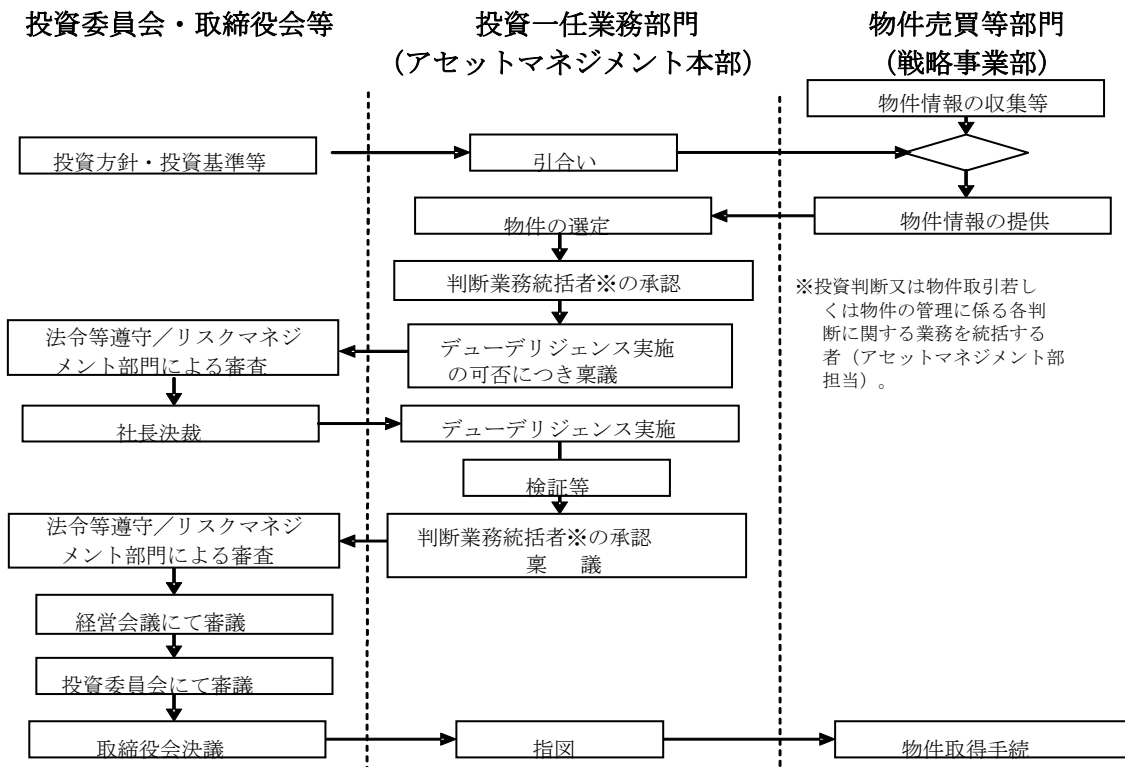 投資委員会・取締役会等
投資一任業務部門
(アセットマネジメント本部)
物件売買等部門
(戦略事業部)
物件情報の収集等
投資方針・投資基準等
引合い
物件の選定
物件情報の提供
判断業務統括者※の承認
※投資判断又は物件取引若し
くは物件の管理に係る各判
断に関する業務を統括する
者(アセットマネジメント部
担当)。
法令等遵守/リスクマネジ
メント部門による審査
デューデリジェンス実施
の可否につき稟議
社長決裁
デューデリジェンス実施
検証等
法令等遵守/リスクマネジ
メント部門による審査
判断業務統括者※の承認
稟 議
経営会議にて審議
投資委員会にて審議
取締役会決議
指図
物件取得手続